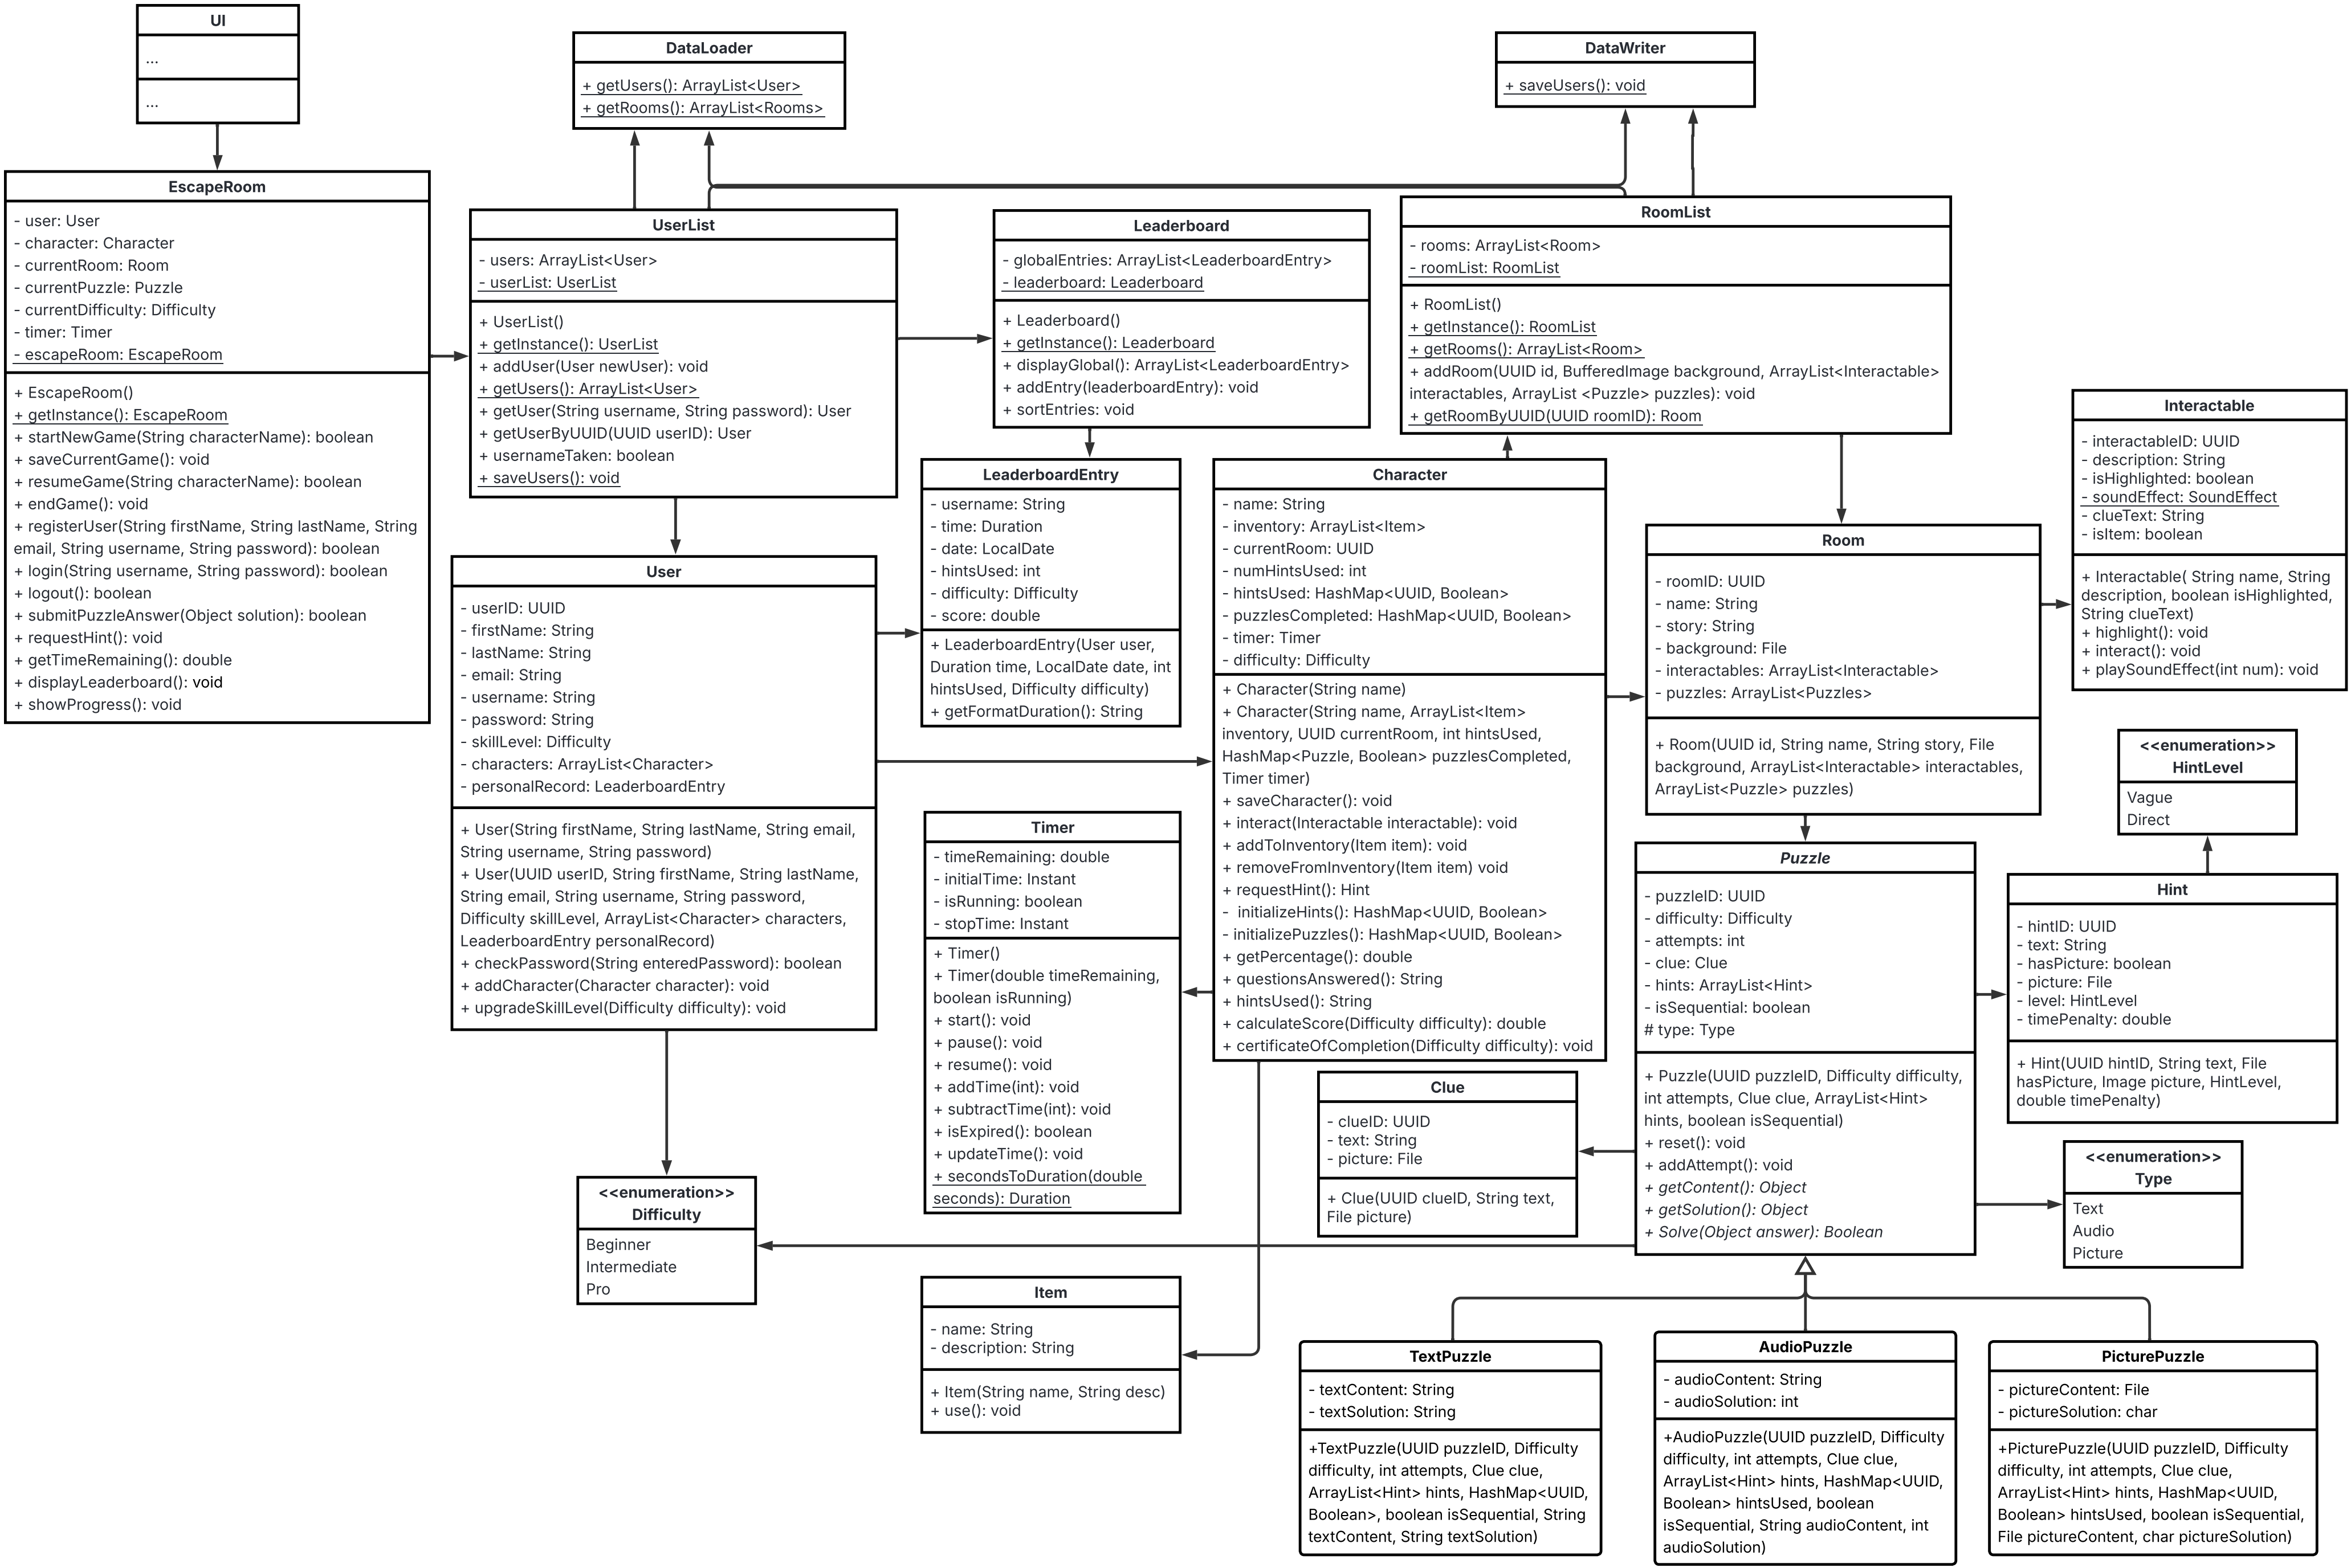 UI
...
...
DataLoader
+ getUsers(): ArrayList<User>
+ getRooms(): ArrayList<Rooms>
DataWriter
+ saveUsers(): void
EscapeRoom
- user: User
- character: Character
- currentRoom: Room
- currentPuzzle: Puzzle
- currentDifficulty: Difficulty
- timer: Timer
- escapeRoom: EscapeRoom
+ EscapeRoom()
+ getInstance(): EscapeRoom
+ startNewGame(String characterName): boolean
+ saveCurrentGame(): void
+ resumeGame(String characterName): boolean
+ endGame(): void
+ registerUser(String firstName, String lastName, String
email, String username, String password): boolean
+ login(String username, String password): boolean
+ logout(): boolean
+ submitPuzzleAnswer(Object solution): boolean
+ requestHint(): void
+ getTimeRemaining(): double
+ displayLeaderboard(): void
+ showProgress(): void
UserList
- users: ArrayList<User>
- userList: UserList
+ UserList()
+ getInstance(): UserList
+ addUser(User newUser): void
+ getUsers(): ArrayList<User>
+ getUser(String username, String password): User
+ getUserByUUID(UUID userID): User
+ usernameTaken: boolean
+ saveUsers(): void
Leaderboard
- globalEntries: ArrayList<LeaderboardEntry>
- leaderboard: Leaderboard
+ Leaderboard()
+ getInstance(): Leaderboard
+ displayGlobal(): ArrayList<LeaderboardEntry>
+ addEntry(leaderboardEntry): void
+ sortEntries: void
RoomList
- rooms: ArrayList<Room>
- roomList: RoomList
+ RoomList()
+ getInstance(): RoomList
+ getRooms(): ArrayList<Room>
+ addRoom(UUID id, BufferedImage background, ArrayList<Interactable>
interactables, ArrayList <Puzzle> puzzles): void
+ getRoomByUUID(UUID roomID): Room
Interactable
- interactableID: UUID
- description: String
- isHighlighted: boolean
- soundEffect: SoundEffect
- clueText: String
- isItem: boolean
+ Interactable( String name, String
description, boolean isHighlighted,
String clueText)
+ highlight(): void
+ interact(): void
+ playSoundEffect(int num): void
LeaderboardEntry
- username: String
- time: Duration
- date: LocalDate
- hintsUsed: int
- difficulty: Difficulty
- score: double
+ LeaderboardEntry(User user,
Duration time, LocalDate date, int
hintsUsed, Difficulty difficulty)
+ getFormatDuration(): String
Character
- name: String
- inventory: ArrayList<Item>
- currentRoom: UUID
- numHintsUsed: int
- hintsUsed: HashMap<UUID, Boolean>
- puzzlesCompleted: HashMap<UUID, Boolean>
- timer: Timer
- difficulty: Difficulty
+ Character(String name)
+ Character(String name, ArrayList<Item>
inventory, UUID currentRoom, int hintsUsed,
HashMap<Puzzle, Boolean> puzzlesCompleted,
Timer timer)
+ saveCharacter(): void
+ interact(Interactable interactable): void
+ addToInventory(Item item): void
+ removeFromInventory(Item item) void
+ requestHint(): Hint
- initializeHints(): HashMap<UUID, Boolean>
- initializePuzzles(): HashMap<UUID, Boolean>
+ getPercentage(): double
+ questionsAnswered(): String
+ hintsUsed(): String
+ calculateScore(Difficulty difficulty): double
+ certificateOfCompletion(Difficulty difficulty): void
Room
- roomID: UUID
- name: String
- story: String
- background: File
- interactables: ArrayList<Interactable>
- puzzles: ArrayList<Puzzles>
+ Room(UUID id, String name, String story, File
background, ArrayList<Interactable> interactables,
ArrayList<Puzzle> puzzles)
User
- userID: UUID
- firstName: String
- lastName: String
- email: String
- username: String
- password: String
- skillLevel: Difficulty
- characters: ArrayList<Character>
- personalRecord: LeaderboardEntry
+ User(String firstName, String lastName, String email,
String username, String password)
+ User(UUID userID, String firstName, String lastName,
String email, String username, String password,
Difficulty skillLevel, ArrayList<Character> characters,
LeaderboardEntry personalRecord)
+ checkPassword(String enteredPassword): boolean
+ addCharacter(Character character): void
+ upgradeSkillLevel(Difficulty difficulty): void
<<enumeration>>
HintLevel
Vague
Direct
Timer
- timeRemaining: double
- initialTime: Instant
- isRunning: boolean
- stopTime: Instant
+ Timer()
+ Timer(double timeRemaining,
boolean isRunning)
+ start(): void
+ pause(): void
+ resume(): void
+ addTime(int): void
+ subtractTime(int): void
+ isExpired(): boolean
+ updateTime(): void
+ secondsToDuration(double
seconds): Duration
Puzzle
- puzzleID: UUID
- difficulty: Difficulty
- attempts: int
- clue: Clue
- hints: ArrayList<Hint>
- isSequential: boolean
# type: Type
+ Puzzle(UUID puzzleID, Difficulty difficulty,
int attempts, Clue clue, ArrayList<Hint>
hints, boolean isSequential)
+ reset(): void
+ addAttempt(): void
+ getContent(): Object
+ getSolution(): Object
+ Solve(Object answer): Boolean
Hint
- hintID: UUID
- text: String
- hasPicture: boolean
- picture: File
- level: HintLevel
- timePenalty: double
+ Hint(UUID hintID, String text, File
hasPicture, Image picture, HintLevel,
double timePenalty)
Clue
- clueID: UUID
- text: String
- picture: File
+ Clue(UUID clueID, String text,
File picture)
<<enumeration>>
Type
Text
Audio
Picture
<<enumeration>>
Difficulty
Beginner
Intermediate
Pro
Item
- name: String
- description: String
+ Item(String name, String desc)
+ use(): void
TextPuzzle
- textContent: String
- textSolution: String
+TextPuzzle(UUID puzzleID, Difficulty
difficulty, int attempts, Clue clue,
ArrayList<Hint> hints, HashMap<UUID,
Boolean>, boolean isSequential, String
textContent, String textSolution)
AudioPuzzle
- audioContent: String
- audioSolution: int
+AudioPuzzle(UUID puzzleID, Difficulty
difficulty, int attempts, Clue clue,
ArrayList<Hint> hints, HashMap<UUID,
Boolean> hintsUsed, boolean
isSequential, String audioContent, int
audioSolution)
PicturePuzzle
- pictureContent: File
- pictureSolution: char
+PicturePuzzle(UUID puzzleID, Difficulty
difficulty, int attempts, Clue clue,
ArrayList<Hint> hints, HashMap<UUID,
Boolean> hintsUsed, boolean isSequential,
File pictureContent, char pictureSolution)